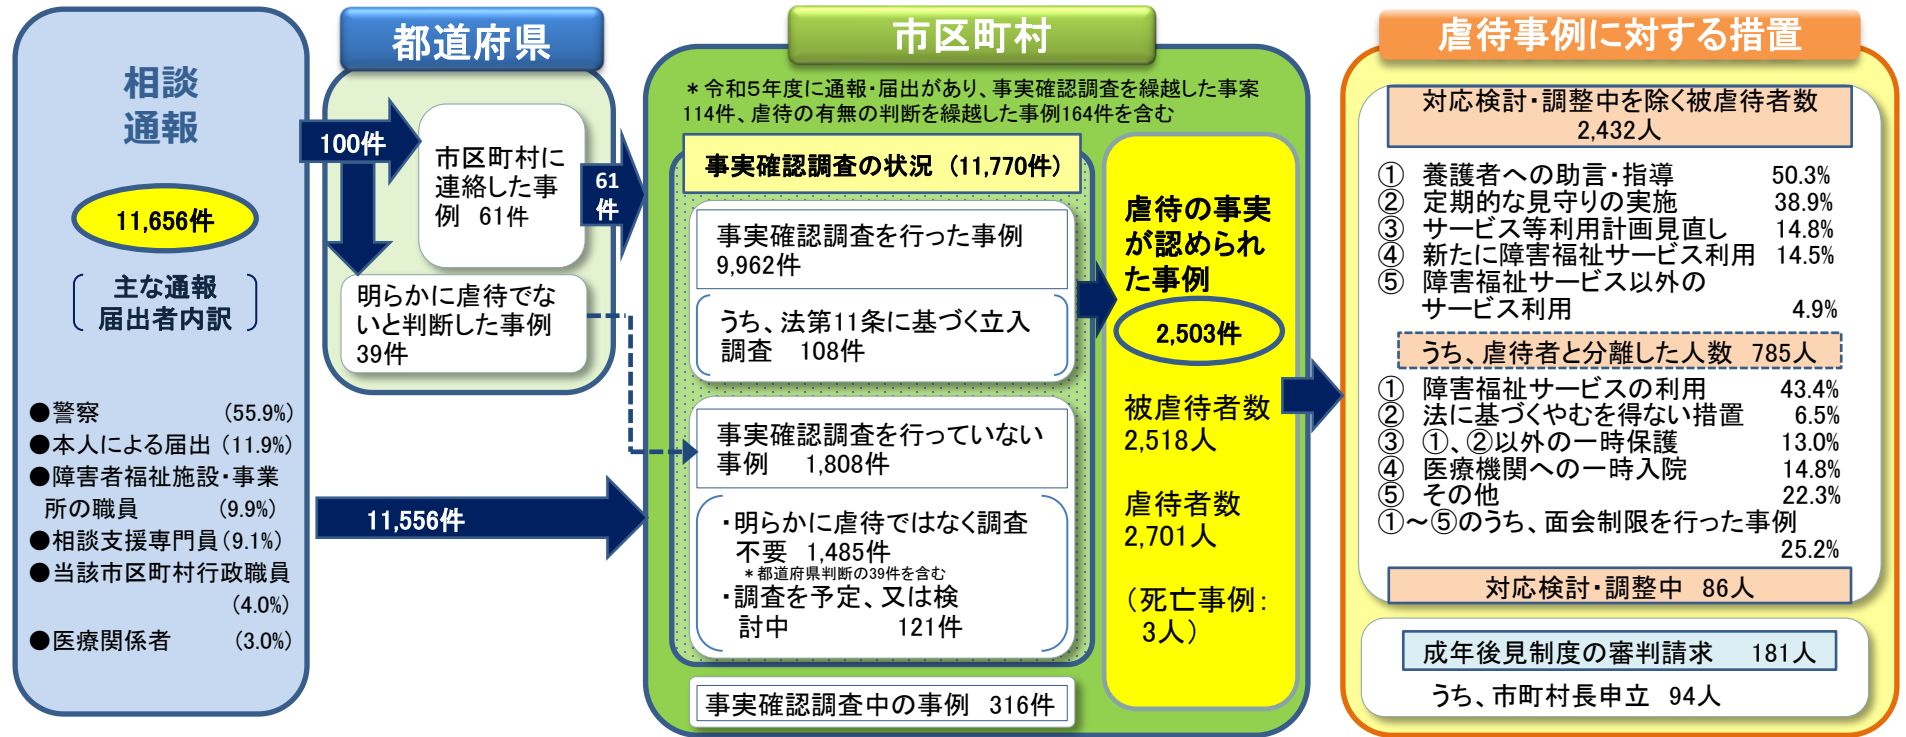 相談
通報
11,656件
主な通報
届出者内訳
●警察 (55.9%)
●本人による届出 (11.9%)
●障害者福祉施設・事業
所の職員 (9.9%)
●相談支援専門員(9.1%)
●当該市区町村行政職員
(4.0%)
●医療関係者 (3.0%)
都道府県
100件
市区町村に
連絡した事
例 61件
明らかに虐待でな
いと判断した事例
39件
61
件
11,556件
市区町村
*令和5年度に通報・届出があり、事実確認調査を繰越した事案
114件、虐待の有無の判断を繰越した事例164件を含む
事実確認調査の状況 (11,770件)
事実確認調査を行った事例
9,962件
うち、法第11条に基づく立入
調査 108件
事実確認調査を行っていない
事例 1,808件
・明らかに虐待ではなく調査
不要 1,485件
*都道府県判断の39件を含む
・調査を予定、又は検
討中 121件
事実確認調査中の事例 316件
虐待の事実
が認められ
た事例
2,503件
被虐待者数
2,518人
虐待者数
2,701人
(死亡事例:
3人)
虐待事例に対する措置
対応検討・調整中を除く被虐待者数
2,432人
① 養護者への助言・指導 50.3%
② 定期的な見守りの実施 38.9%
③ サービス等利用計画見直し 14.8%
④ 新たに障害福祉サービス利用 14.5%
⑤ 障害福祉サービス以外の
サービス利用 4.9%
うち、虐待者と分離した人数 785人
① 障害福祉サービスの利用 43.4%
② 法に基づくやむを得ない措置 6.5%
③ ①、②以外の一時保護 13.0%
④ 医療機関への一時入院 14.8%
⑤ その他 22.3%
①～⑤のうち、面会制限を行った事例
25.2%
対応検討・調整中 86人
成年後見制度の審判請求 181人
うち、市町村長申立 94人